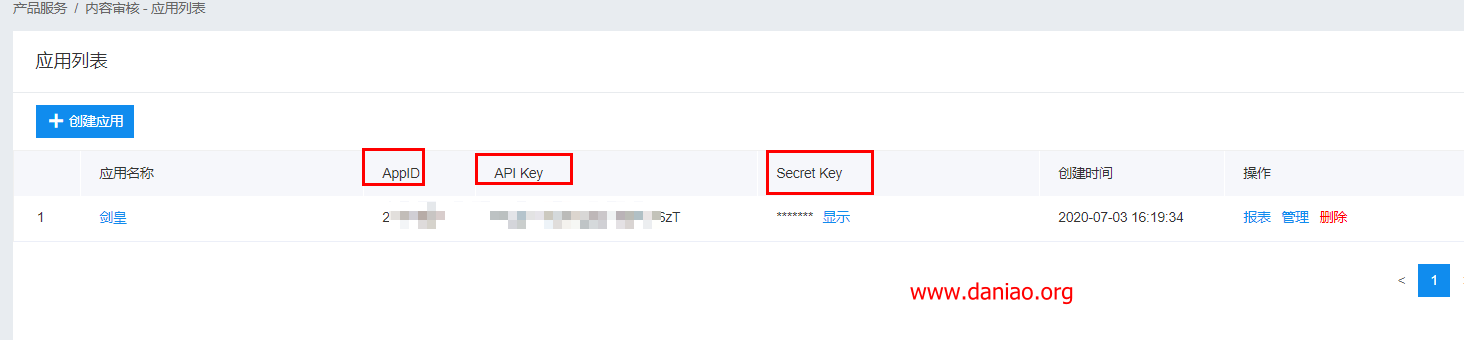 产品服务 / 内容审核 - 应用列表
应用列表
创建应用
应用名称 AppID API Key Secret Key 创建时间 操作
1 剑皇 2 6zT ******* 显示 2020-07-03 16:19:34 报表 管理 删除
< 1
www.daniao.org